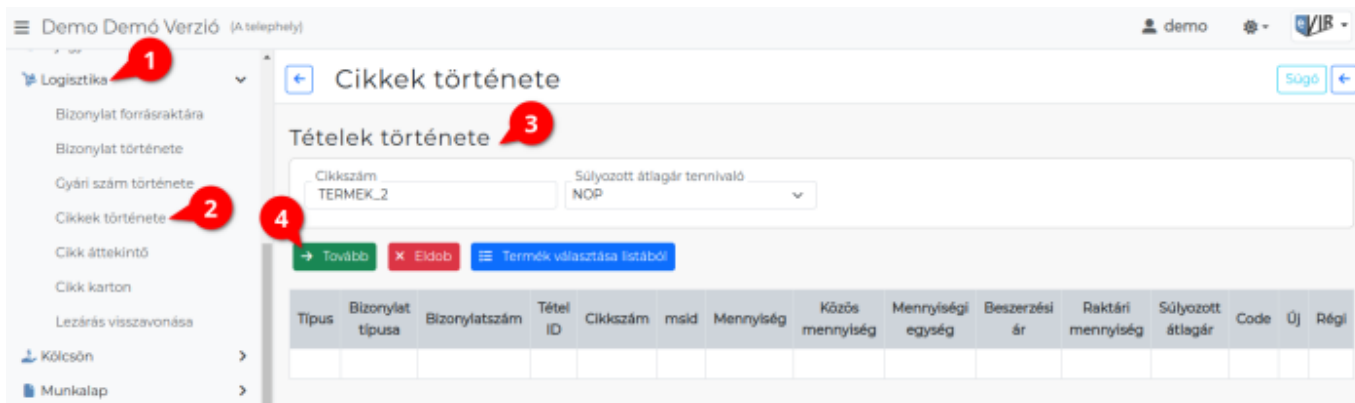 Demo Demó Verzió (A telephely)
demo
Logisztika
1
Bizonylat forrásraktára
Bizonylat története
Gyári szám története
Cikkek története
2
Cikk áttekintő
Cikk karton
Lezárás visszavonása
Kölcsön
Munkalap
Cikkek története
Súgó
Tételek története
3
Cikkszám
TERMEK_2
Súlyozott átlagár tennivaló
NOP
4
Tovább
Eldob
Termék választása listából
Típus
Bizonylat
típusa
Bizonylatszám
Tétel
ID
Cikkszám
msid
Mennyiség
Közös
mennyiség
Mennyiségi
egység
Beszerzési
ár
Raktári
mennyiség
Súlyozott
átlagár
Code
Új
Régi